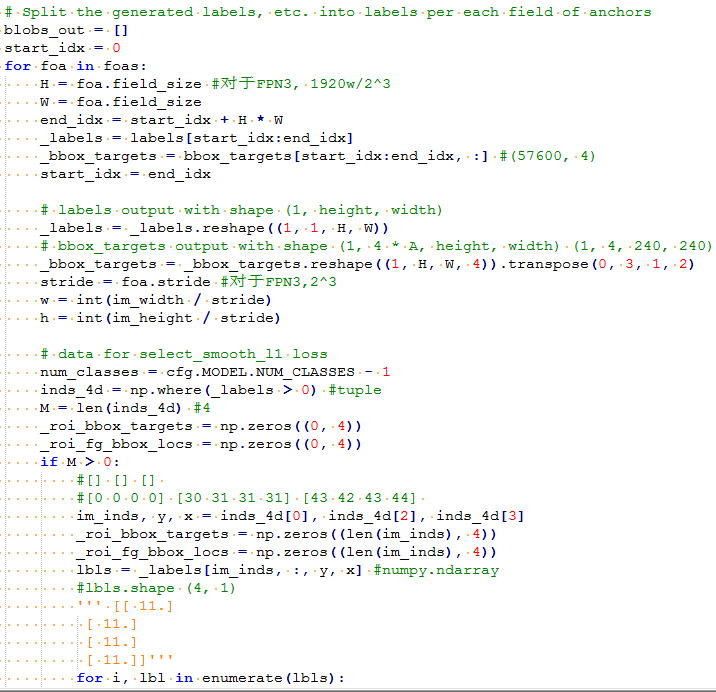 # Split the generated labels, etc. into labels per each field of anchors
blobs_out = []
start_idx = 0
for foa in foas:
    H = foa.field_size #对于FPN3, 1920w/2^3
    W = foa.field_size
    end_idx = start_idx + H * W
    _labels = labels[start_idx:end_idx]
    _bbox_targets = bbox_targets[start_idx:end_idx, :] #(57600, 4)
    start_idx = end_idx

    # labels output with shape (1, height, width)
    _labels = _labels.reshape((1, 1, H, W))
    # bbox_targets output with shape (1, 4 * A, height, width) (1, 4, 240, 240)
    _bbox_targets = _bbox_targets.reshape((1, H, W, 4)).transpose(0, 3, 1, 2)
    stride = foa.stride #对于FPN3,2^3
    w = int(im_width / stride)
    h = int(im_height / stride)

    # data for select_smooth_l1 loss
    num_classes = cfg.MODEL.NUM_CLASSES - 1
    inds_4d = np.where(_labels > 0) #tuple
    M = len(inds_4d) #4
    _roi_bbox_targets = np.zeros((0, 4))
    _roi_fg_bbox_locs = np.zeros((0, 4))
    if M > 0:
        #[] [] []
        #[0 0 0 0] [30 31 31 31] [43 42 43 44]
        im_inds, y, x = inds_4d[0], inds_4d[2], inds_4d[3]
        _roi_bbox_targets = np.zeros((len(im_inds), 4))
        _roi_fg_bbox_locs = np.zeros((len(im_inds), 4))
        lbls = _labels[im_inds, :, y, x] #numpy.ndarray
        #lbls.shape (4, 1)
        ''' [[ 11.]
         [ 11.]
         [ 11.]
         [ 11.]]'''
        for i, lbl in enumerate(lbls):